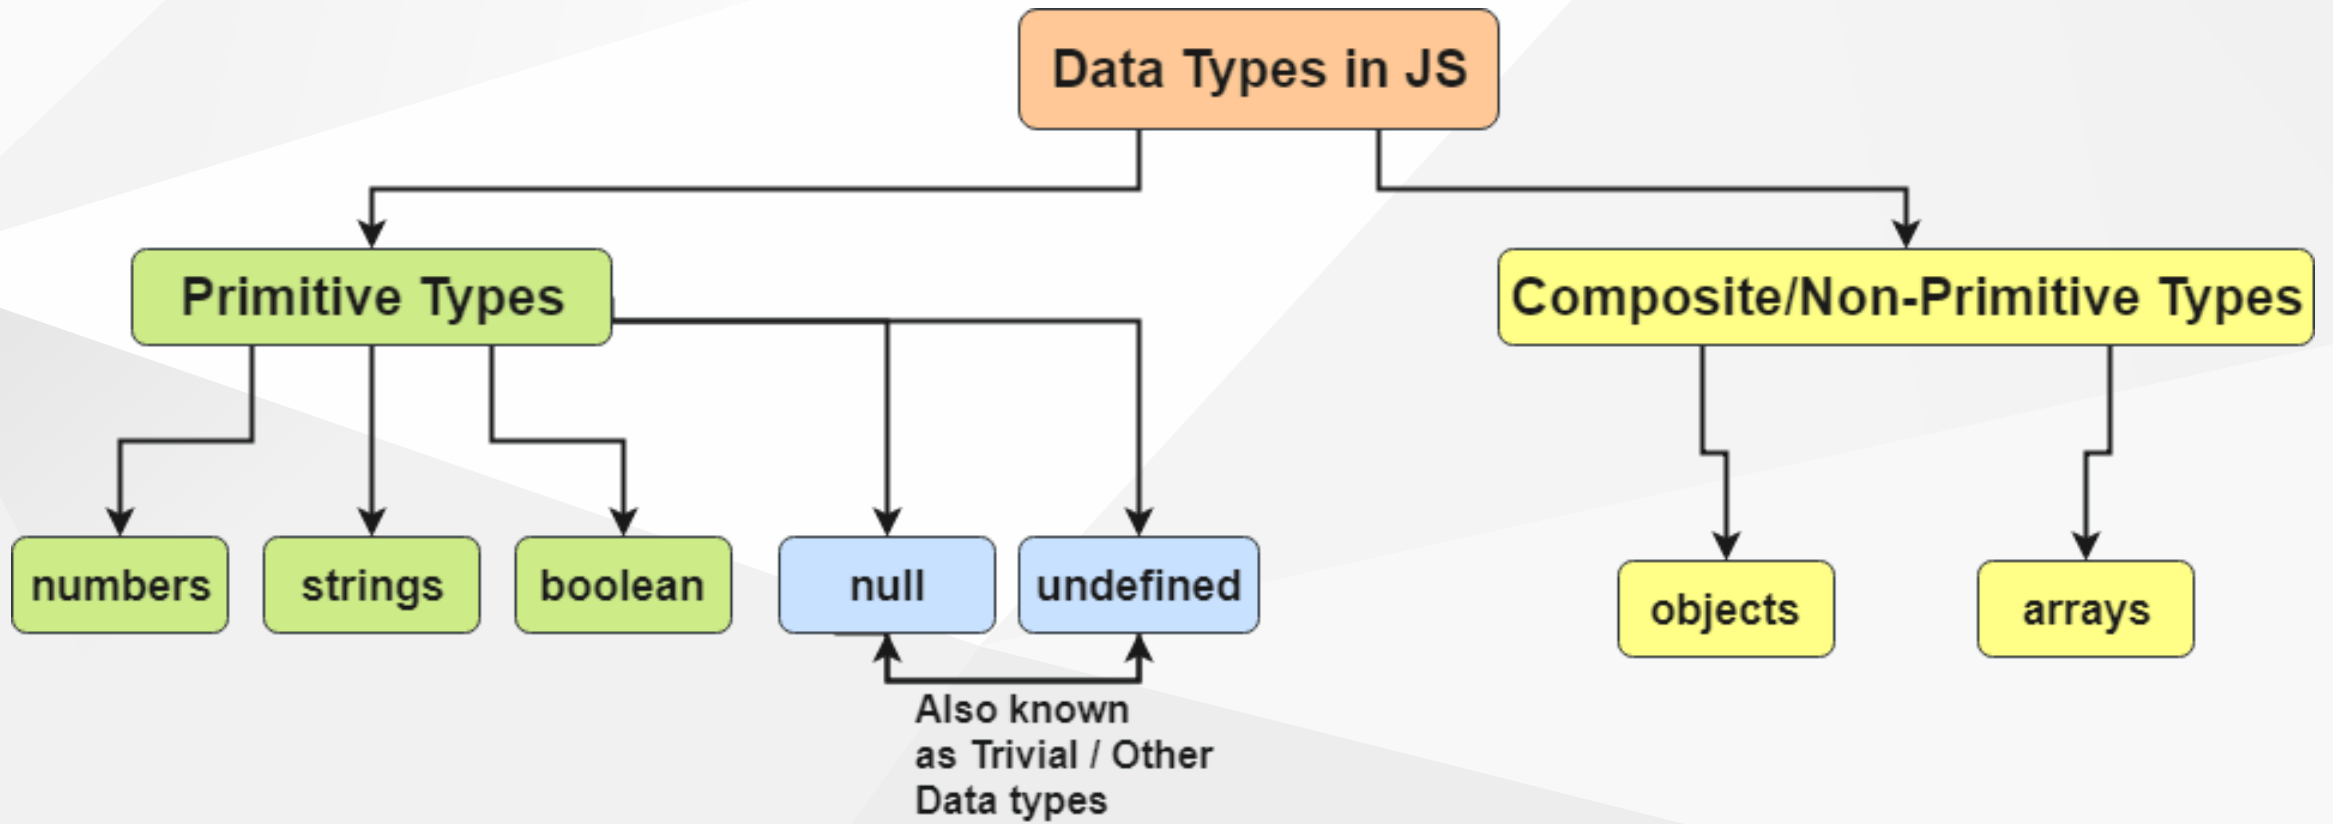 Data Types in JS
Primitive Types
Composite/Non-Primitive Types
numbers
strings
boolean
null
undefined
objects
arrays
Also known
as Trivial / Other
Data types